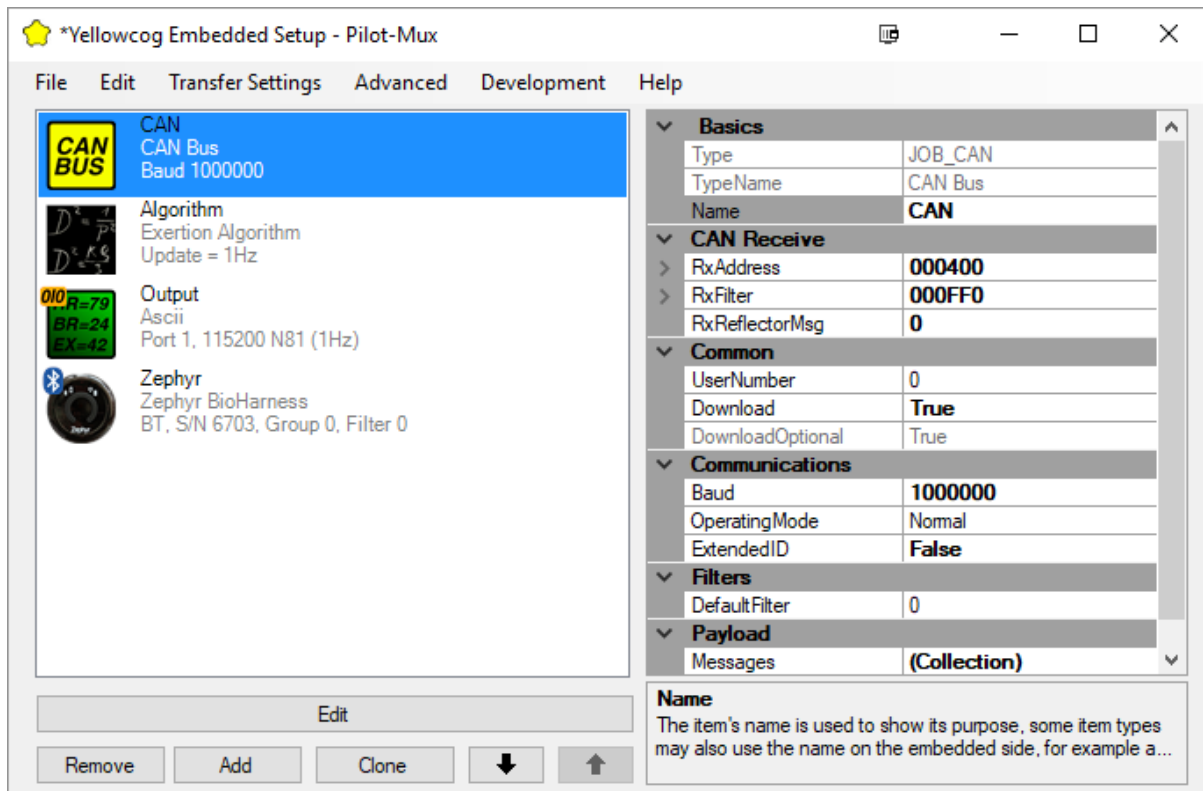 *Yellowcog Embedded Setup - Pilot-Mux
File Edit Transfer Settings Advanced Development Help
CAN BUS
CAN
CAN Bus
Baud 1000000
Algorithm
Exertion Algorithm
Update = 1Hz
OIO
R=79
BR=24
EX=42
Output
Ascii
Port 1, 115200 N81 (1Hz)
Zephyr
Zephyr BioHarness
BT, S/N 6703, Group 0, Filter 0
Edit
Remove Add Clone
Basics
Type JOB_CAN
TypeName CAN Bus
Name CAN
CAN Receive
RxAddress 000400
RxFilter 000FF0
RxReflectorMsg 0
Common
UserNumber 0
Download True
DownloadOptional True
Communications
Baud 1000000
OperatingMode Normal
ExtendedID False
Filters
DefaultFilter 0
Payload
Messages (Collection)
Name
The item's name is used to show its purpose, some item types
may also use the name on the embedded side, for example a...